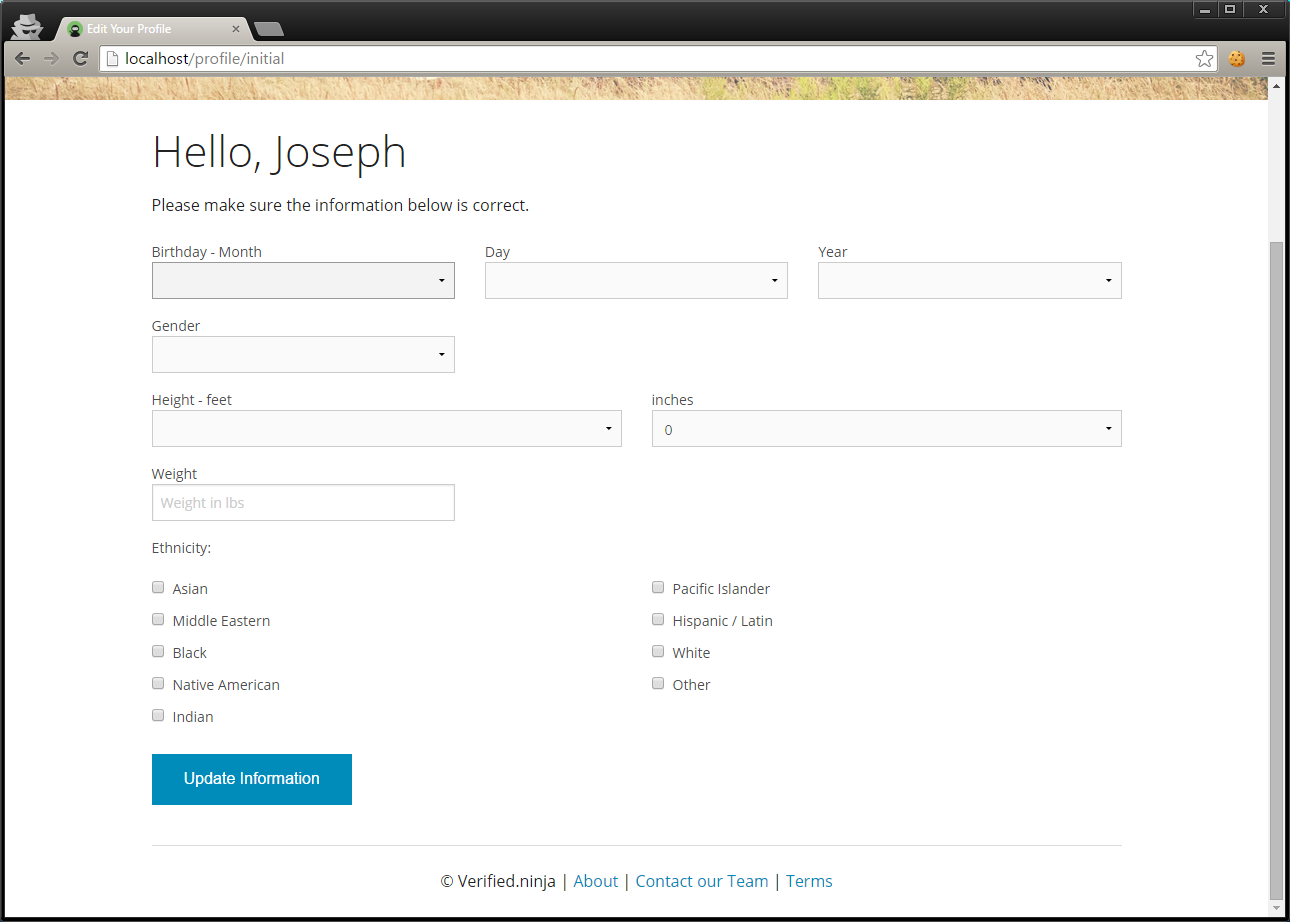 Edit Your Profile
localhost/profile/initial
Hello, Joseph
Please make sure the information below is correct.
Birthday - Month Day Year
Gender
Height - feet inches
0
Weight
Weight in lbs
Ethnicity:
Asian Pacific Islander
Middle Eastern Hispanic / Latin
Black White
Native American Other
Indian
Update Information
© Verified.ninja | About | Contact our Team | Terms